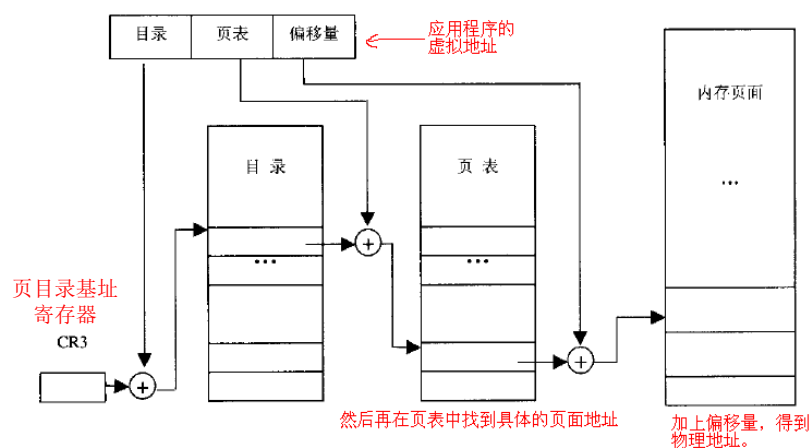 目录 页表 偏移量
应用程序的
虚拟地址
目 录
页 表
内存页面
...
...
...
页目录基址
寄存器
CR3
然后再在页表中找到具体的页面地址
加上偏移量，得到
物理地址。